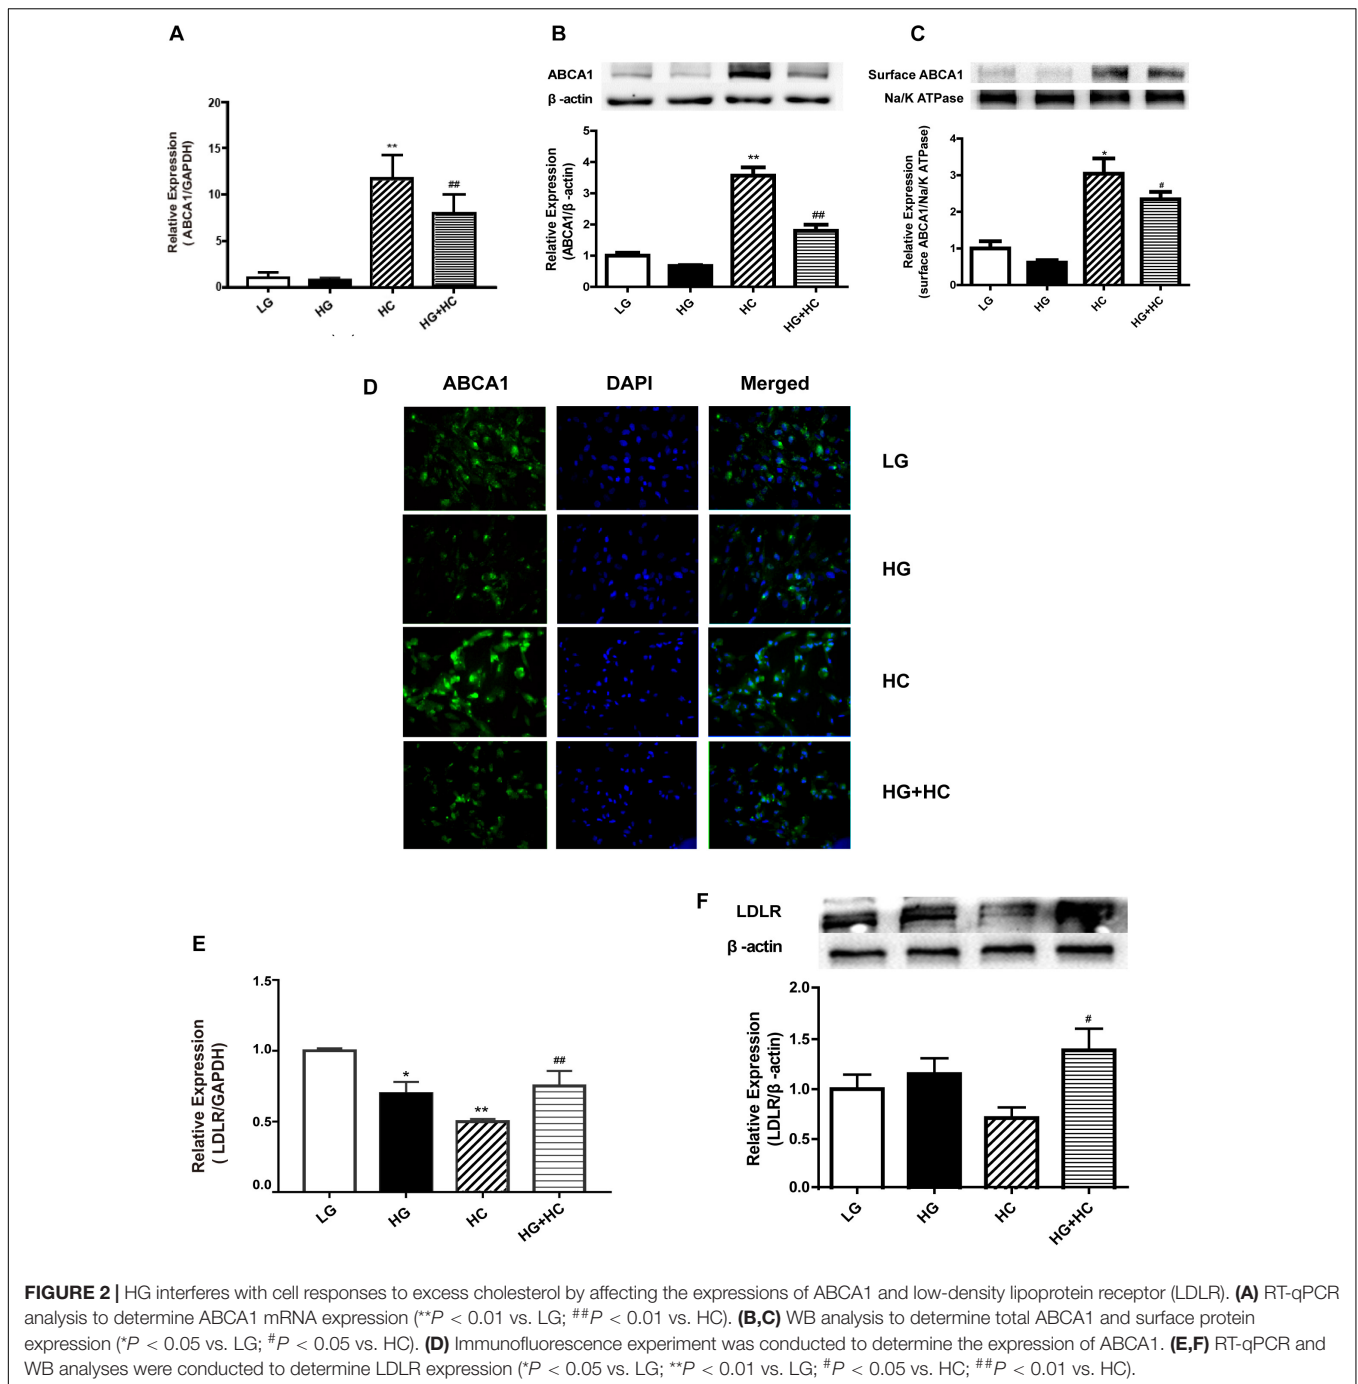 A
Relative Expression
( ABCA1/GAPDH)
20
15
10
5
0
**
##
LG
HG
HC
HG+HC
B
ABCA1
β -actin
Relative Expression
(ABCA1/β -actin)
5
4
3
2
1
0
**
##
LG
HG
HC
HG+HC
C
Surface ABCA1
Na/K ATPase
Relative Expression
(surface ABCA1/Na/K ATPase)
4
3
2
1
0
*
#
LG
HG
HC
HG+HC
D
ABCA1 DAPI Merged
LG
HG
HC
HG+HC
E
Relative Expression
( LDLR/GAPDH)
1.5
1.0
0.5
0.0
*
**
##
LG
HG
HC
HG+HC
F
LDLR
β -actin
Relative Expression
(LDLR/β -actin)
2.0
1.5
1.0
0.5
0.0
#
LG
HG
HC
HG+HC
FIGURE 2 | HG interferes with cell responses to excess cholesterol by affecting the expressions of ABCA1 and low-density lipoprotein receptor (LDLR). (A) RT-qPCR
analysis to determine ABCA1 mRNA expression (**P < 0.01 vs. LG; ##P < 0.01 vs. HC). (B,C) WB analysis to determine total ABCA1 and surface protein
expression (*P < 0.05 vs. LG; #P < 0.05 vs. HC). (D) Immunofluorescence experiment was conducted to determine the expression of ABCA1. (E,F) RT-qPCR and
WB analyses were conducted to determine LDLR expression (*P < 0.05 vs. LG; **P < 0.01 vs. LG; #P < 0.05 vs. HC; ##P < 0.01 vs. HC).